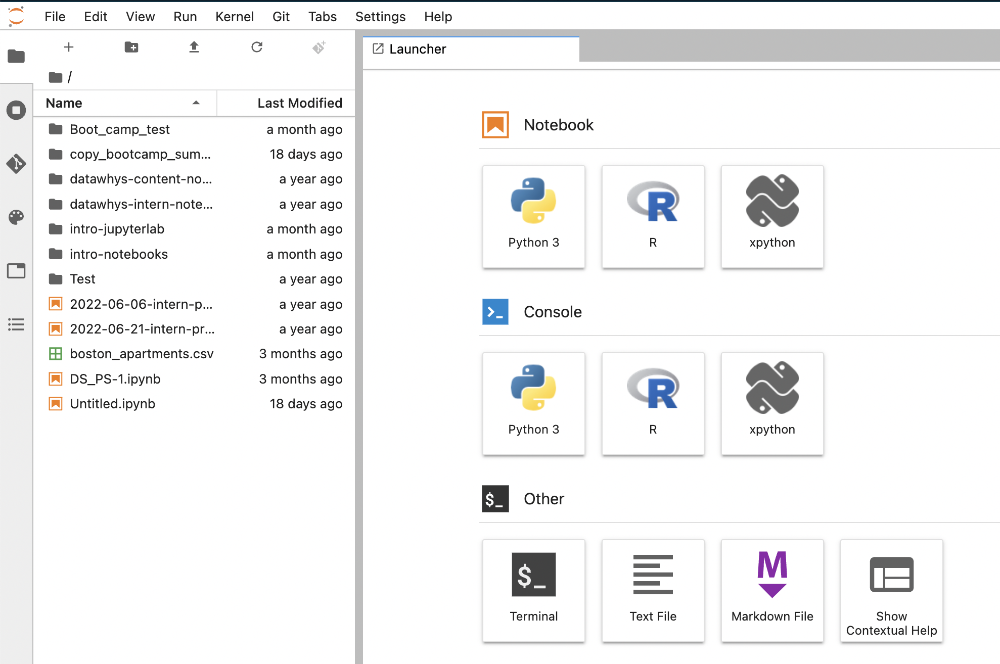 File Edit View Run Kernel Git Tabs Settings Help
Launcher
/
Name Last Modified
Boot_camp_test a month ago
copy_bootcamp_sum... 18 days ago
datawhys-content-no... a year ago
datawhys-intern-note... a year ago
intro-jupyterlab a month ago
intro-notebooks a month ago
Test a year ago
2022-06-06-intern-p... a year ago
2022-06-21-intern-pr... a year ago
boston_apartments.csv 3 months ago
DS_PS-1.ipynb 3 months ago
Untitled.ipynb 18 days ago
Notebook
Python 3 R xpython
Console
Python 3 R xpython
$_ Other
$_ M
Terminal Text File Markdown File Show
Contextual Help